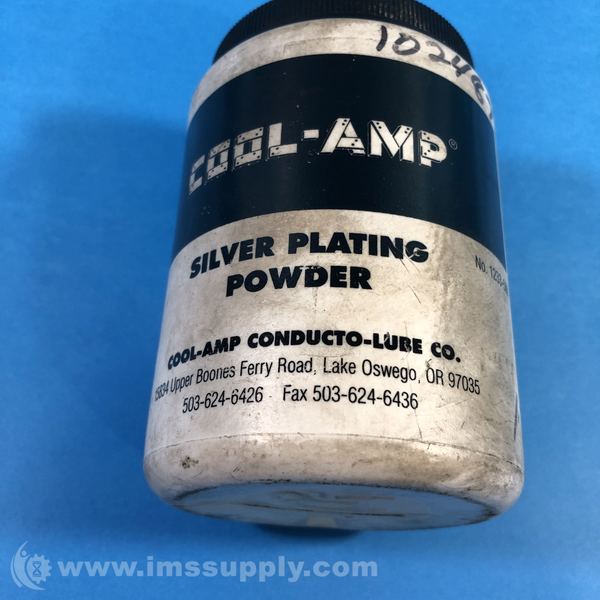 COOL-AMP®
SILVER PLATING
POWDER
No.
COOL-AMP CONDUCTO-LUBE CO.
15834 Upper Boones Ferry Road, Lake Oswego, OR 97035
503-624-6426 Fax 503-624-6436
www.imssupply.com